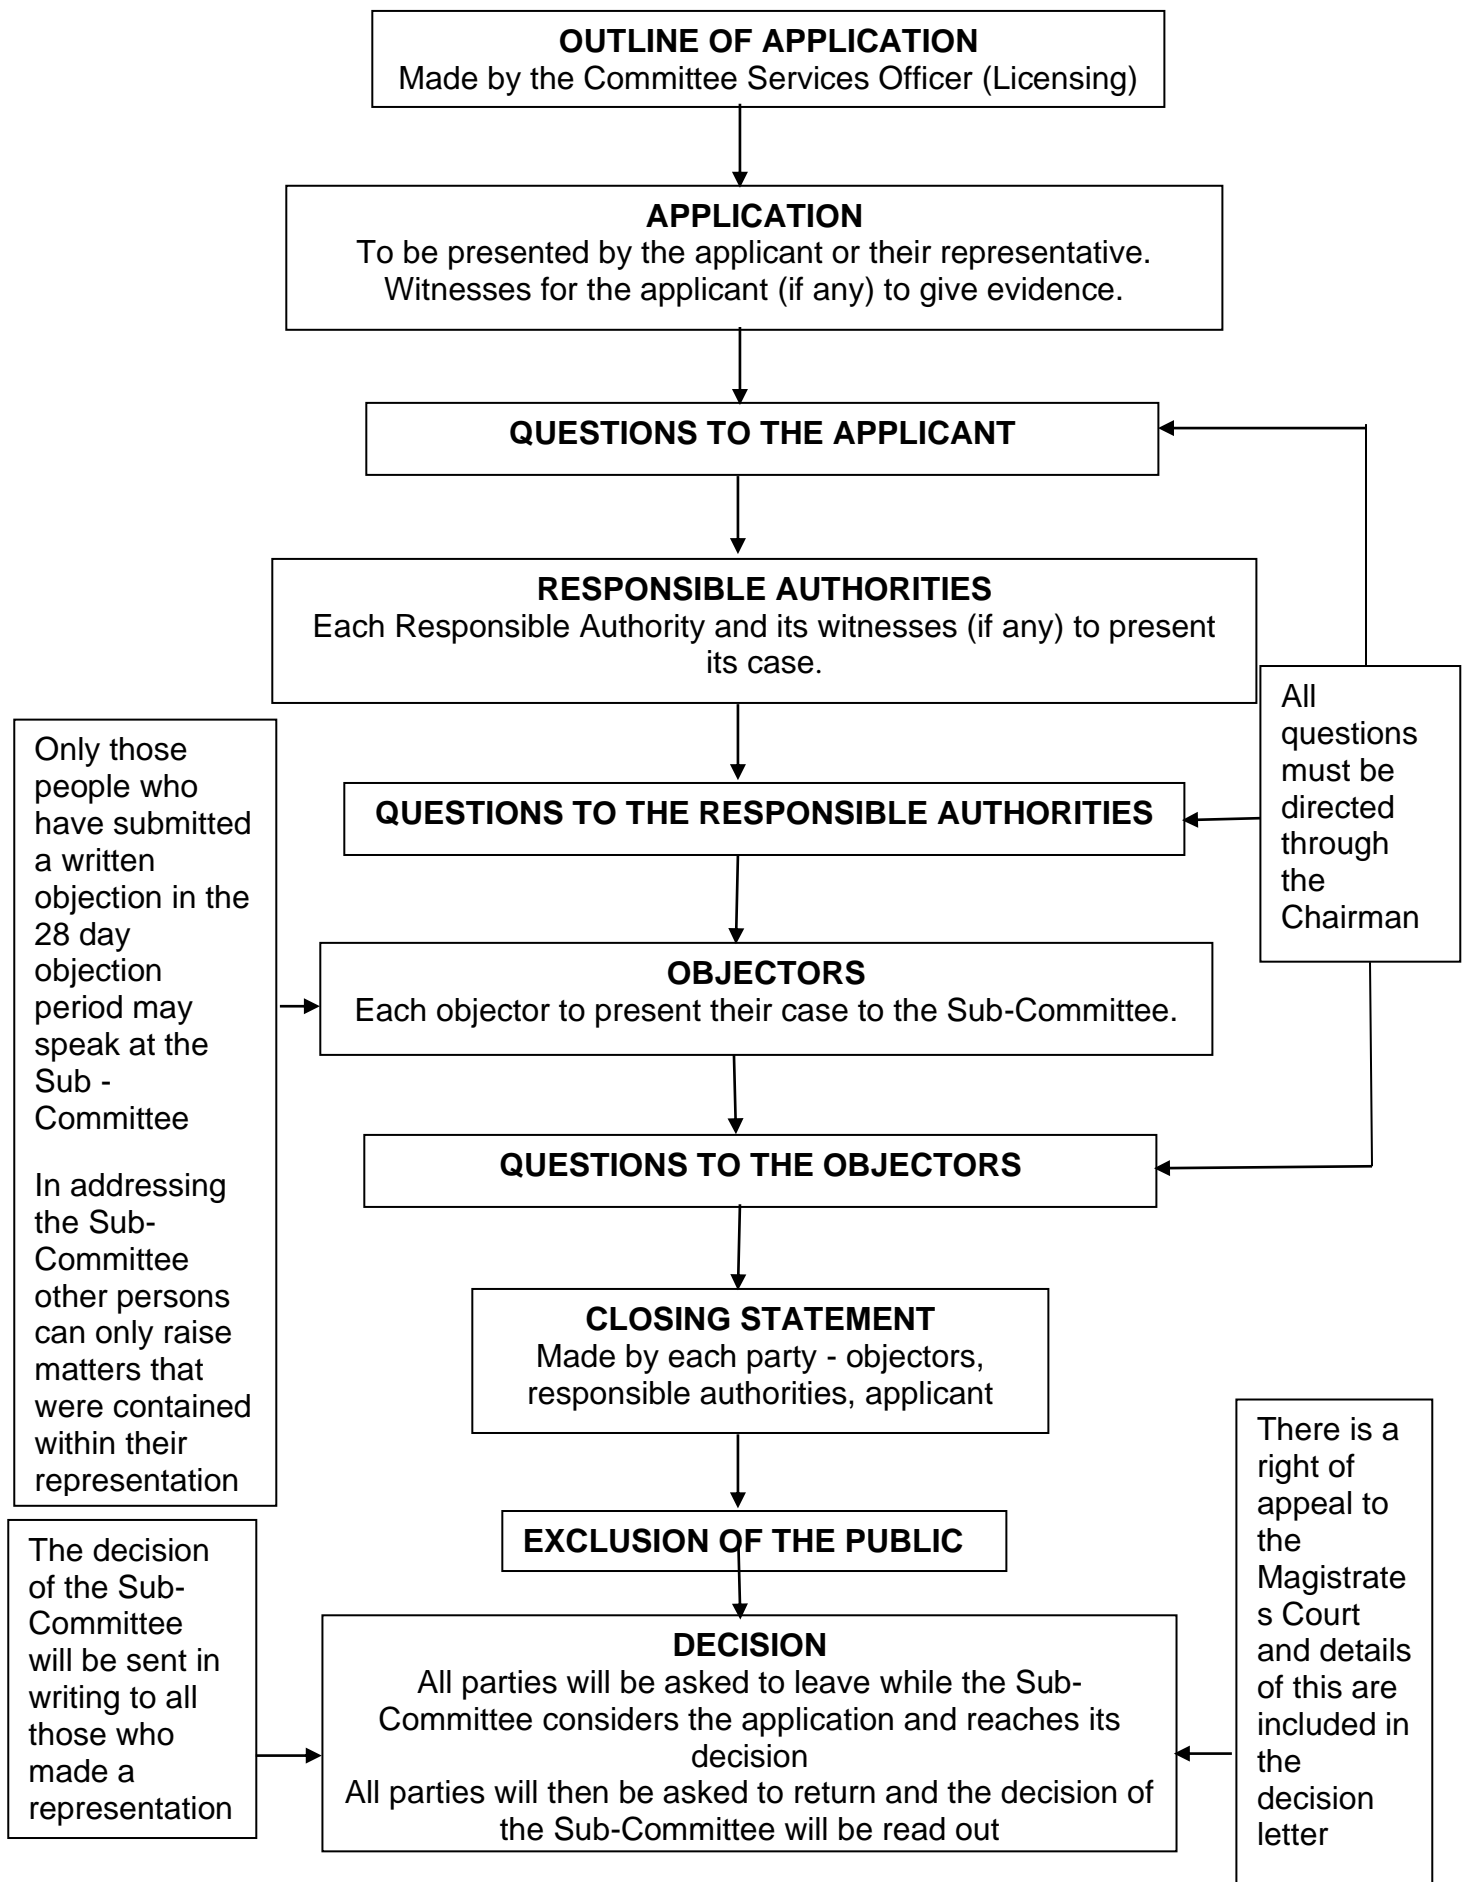 OUTLINE OF APPLICATION
Made by the Committee Services Officer (Licensing)
APPLICATION
To be presented by the applicant or their representative.
Witnesses for the applicant (if any) to give evidence.
QUESTIONS TO THE APPLICANT
RESPONSIBLE AUTHORITIES
Each Responsible Authority and its witnesses (if any) to present
its case.
All
questions
must be
directed
through
the
Chairman
Only those
people who
have submitted
a written
objection in the
28 day
objection
period may
speak at the
Sub -
Committee
In addressing
the Sub-
Committee
other persons
can only raise
matters that
were contained
within their
representation
QUESTIONS TO THE RESPONSIBLE AUTHORITIES
OBJECTORS
Each objector to present their case to the Sub-Committee.
QUESTIONS TO THE OBJECTORS
CLOSING STATEMENT
Made by each party - objectors,
responsible authorities, applicant
There is a
right of
appeal to
the
Magistrate
s Court
and details
of this are
included in
the
decision
letter
EXCLUSION OF THE PUBLIC
The decision
of the Sub-
Committee
will be sent in
writing to all
those who
made a
representation
DECISION
All parties will be asked to leave while the Sub-
Committee considers the application and reaches its
decision
All parties will then be asked to return and the decision of
the Sub-Committee will be read out